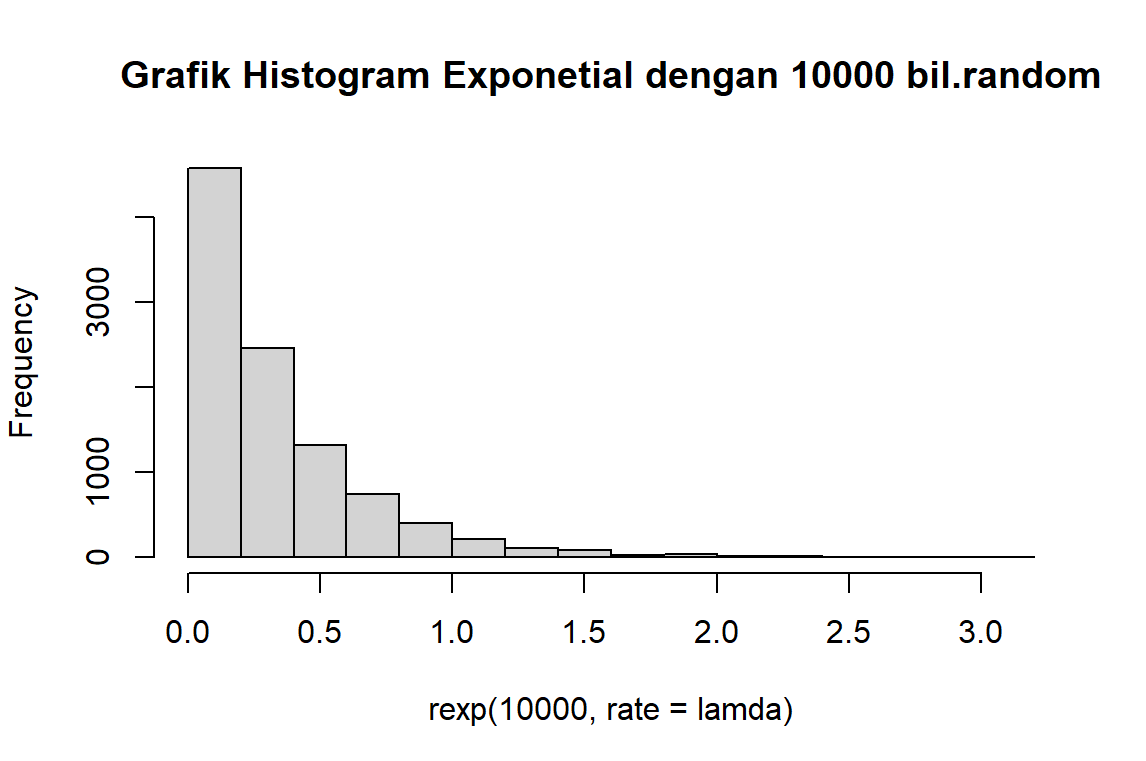 Grafik Histogram Exponetial dengan 10000 bil.random
Frequency
3000
1000
0
0.0 0.5 1.0 1.5 2.0 2.5 3.0
rexp(10000, rate = lamda)